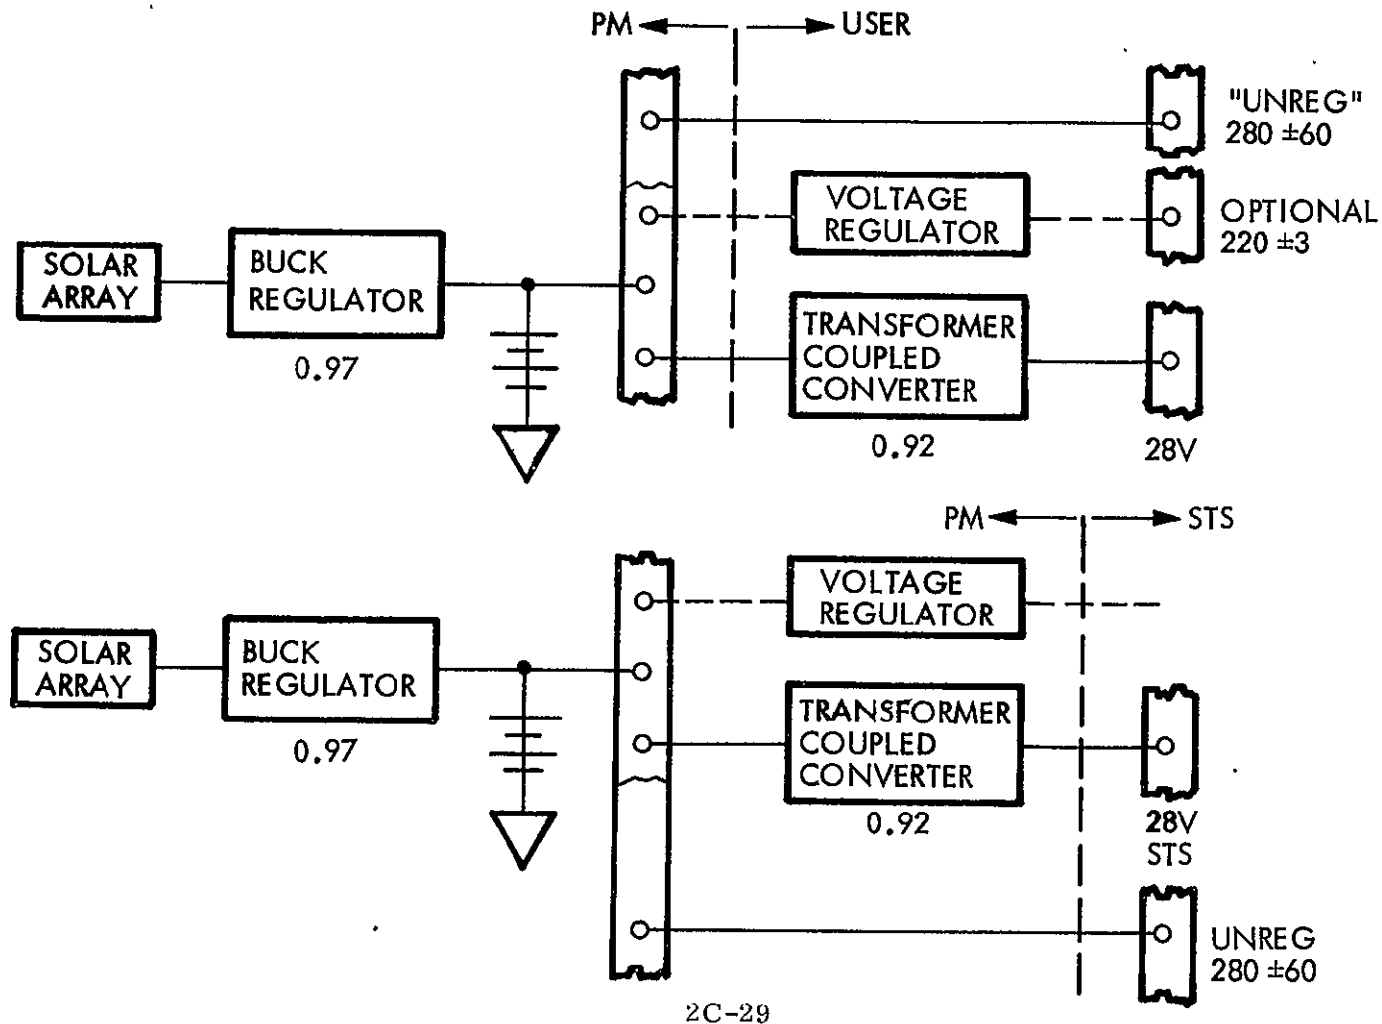 PM USER
"UNREG"
280 ±60
VOLTAGE
REGULATOR
OPTIONAL
220 ±3
SOLAR
ARRAY
BUCK
REGULATOR
0.97
TRANSFORMER
COUPLED
CONVERTER
0.92
28V
PM STS
VOLTAGE
REGULATOR
SOLAR
ARRAY
BUCK
REGULATOR
0.97
TRANSFORMER
COUPLED
CONVERTER
0.92
28V
STS
UNREG
280 ±60
2C-29